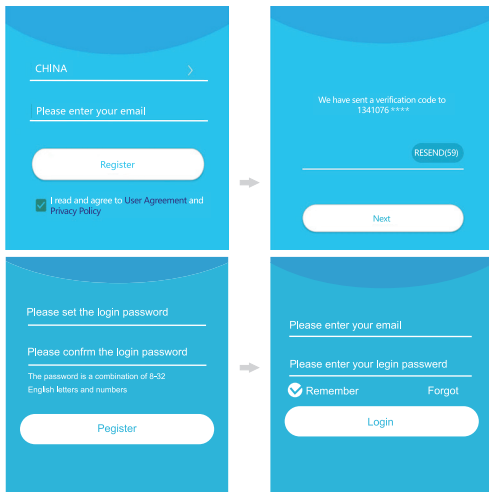 CHINA
Please enter your email
Register
I read and agree to User Agreement and
Privacy Policy
We have sent a verification code to
1341076 ****
RESEND(59)
Next
Please set the login password
Please confrm the login password
The password is a combination of 8-32
English letters and numbers
Pegister
Please enter your email
Please enter your legin passwerd
Remember
Forgot
Login